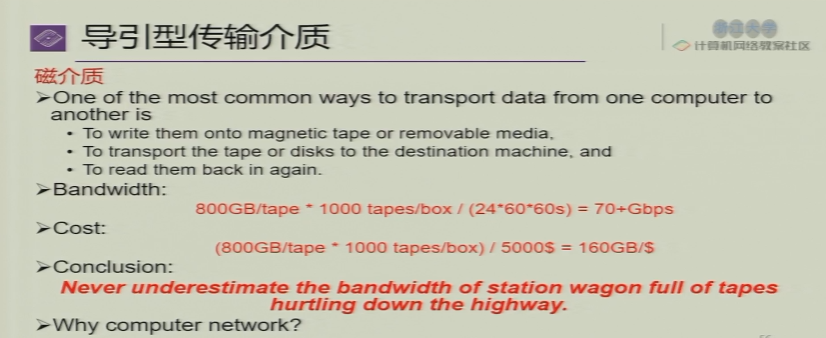 导引型传输介质
计算机网络教案社区
磁介质
➢One of the most common ways to transport data from one computer to
another is
• To write them onto magnetic tape or removable media,
• To transport the tape or disks to the destination machine, and
• To read them back in again.
➢Bandwidth:
800GB/tape * 1000 tapes/box / (24*60*60s) = 70+Gbps
➢Cost:
(800GB/tape * 1000 tapes/box) / 5000$ = 160GB/$
➢Conclusion:
Never underestimate the bandwidth of station wagon full of tapes
hurtling down the highway.
➢Why computer network?